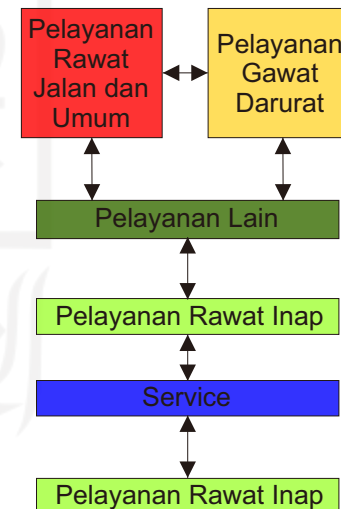 Pelayanan
Rawat
Jalan dan
Umum
Pelayanan
Gawat
Darurat
Pelayanan Lain
Pelayanan Rawat Inap
Service
Pelayanan Rawat Inap